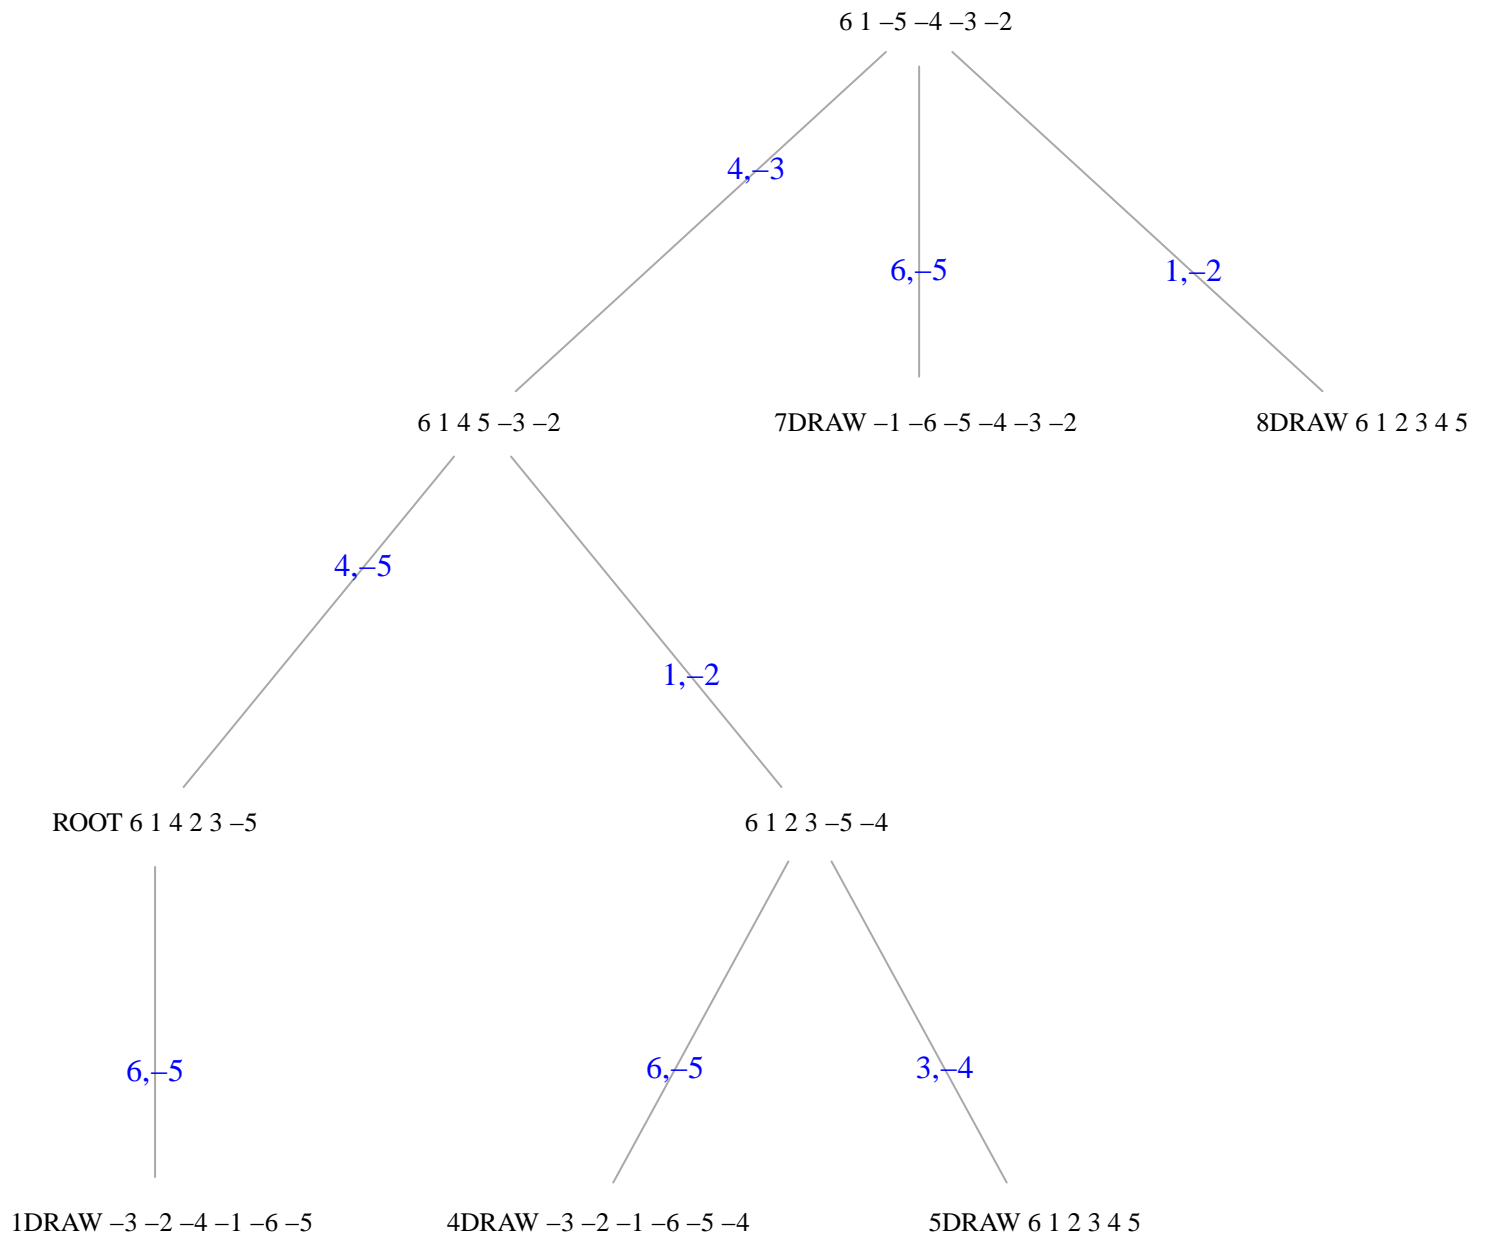 6 1 –5 –4 –3 –2
4,–3
6,–5
1,–2
6 1 4 5 –3 –2
7DRAW –1 –6 –5 –4 –3 –2
8DRAW 6 1 2 3 4 5
4,–5
1,–2
ROOT 6 1 4 2 3 –5
6 1 2 3 –5 –4
6,–5
6,–5
3,–4
1DRAW –3 –2 –4 –1 –6 –5
4DRAW –3 –2 –1 –6 –5 –4
5DRAW 6 1 2 3 4 5